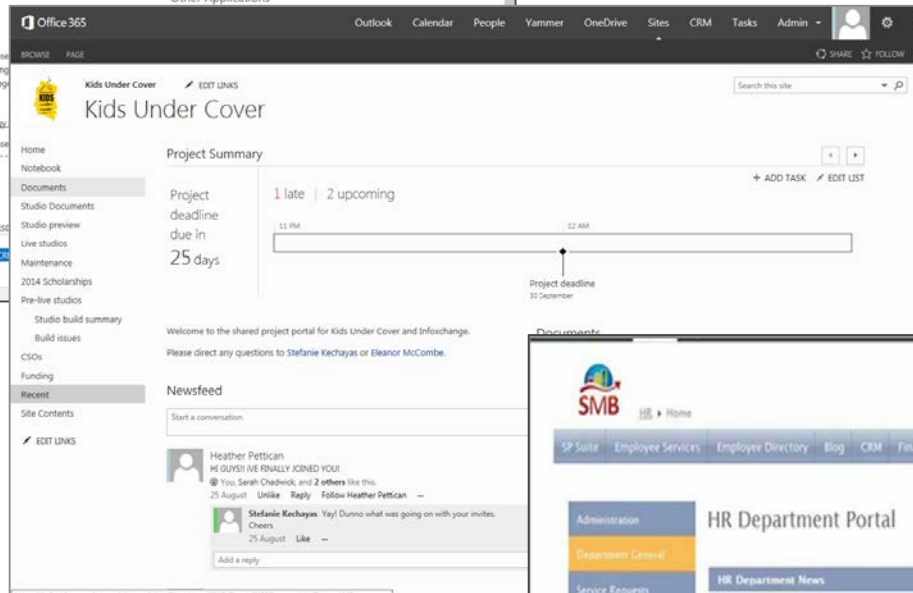 Other Applications
Office 365
Outlook Calendar People Yammer OneDrive Sites CRM Tasks Admin
BROWSE PAGE
SHARE FOLLOW
KIDS
Kids Under Cover EDIT LINKS
Search this site
Kids Under Cover
Home
Notebook
Documents
Studio Documents
Studio preview
Live studios
Maintenance
2014 Scholarships
Pre-live studios
Studio build summary
Build issues
CSOs
Funding
Recent
Site Contents
EDIT LINKS
Project Summary
+ ADD TASK EDIT LIST
Project deadline due in
25 days
1 late | 2 upcoming
11 PM 12 AM
Project deadline
30 September
Welcome to the shared project portal for Kids Under Cover and Infoxchange.
Please direct any questions to Stefanie Kechayas or Eleanor McCombe.
Documents
Newsfeed
Start a conversation
Heather Pettican
HI GUYS!! iVE FINALLY JOINED YOU!
You, Sarah Chadwick, and 2 others like this.
25 August Unlike Reply Follow Heather Pettican ...
Stefanie Kechayas Yay! Dunno what was going on with your invites.
Cheers
25 August Like ...
Add a reply
SMB
HR ▸ Home
SP Suite Employee Services Employee Directory Blog CRM
Administration
Department General
Service Requests
HR Department Portal
HR Department News